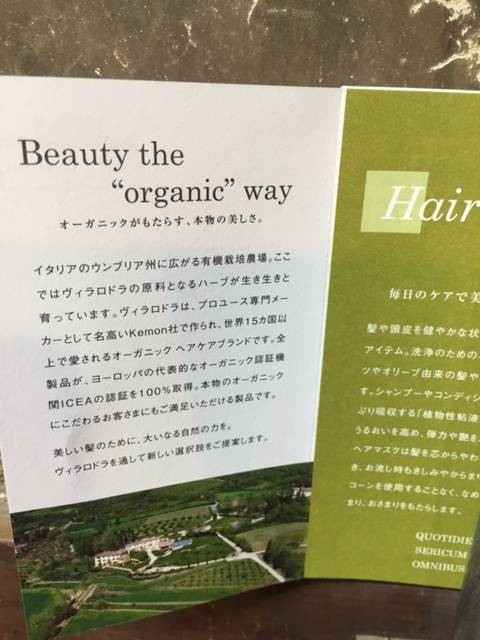 Beauty the
“organic” way
オーガニックがもたらす、本物の美しさ。
イタリアのウンブリア州に広がる有機栽培農場。ここ
ではヴィラロドラの原料となるハーブが生き生きと
育っています。ヴィラロドラは、プロユース専門メー
カーとして名高いKemon社で作られ、世界15カ国以
上で愛されるオーガニック ヘアケアブランドです。全
製品が、ヨーロッパの代表的なオーガニック認証機
関ICEAの認証を100%取得。本物のオーガニック
にこだわるお客さまにもご満足いただける製品です。
美しい髪のために、大いなる自然の力を。
ヴィラロドラを通して新しい選択肢をご提案します。
Hair
毎日のケアで美
髪や頭皮を健やかな状
アイテム。洗浄のための
ツやオリーブ由来の髪や
す。シャンプーやコンディシ
ぷり吸収する「植物性粘液
うるおいを高め、弾力や艶を
ヘアマスクは髪を芯からやわ
き、お流し時もきしみやからま
コーンを使用することなく、なめ
まり、おさまりをもたらします。
QUOTIDIE
SERICUM
OMNIBUS